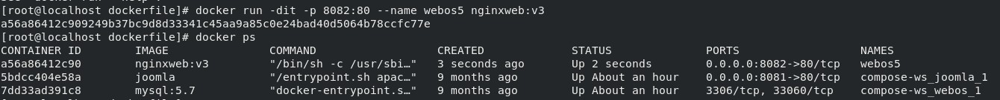 [root@localhost dockerfile]# docker run -dit -p 8082:80 --name webos5 nginxweb:v3
a56a86412c909249b37bc9d8d33341c45aa9a85c0e24bad40d5064b78ccfc77e
[root@localhost dockerfile]# docker ps
CONTAINER ID        IMAGE               COMMAND                  CREATED             STATUS              PORTS                  NAMES
a56a86412c90        nginxweb:v3         "/bin/sh -c /usr/sbi…"   3 seconds ago       Up 2 seconds        0.0.0.0:8082->80/tcp   webos5
5bdcc404e58a        joomla              "/entrypoint.sh apac…"   9 months ago        Up About an hour    0.0.0.0:8081->80/tcp   compose-ws_joomla_1
7dd33ad391c8        mysql:5.7           "docker-entrypoint.s…"   9 months ago        Up About an hour    3306/tcp, 33060/tcp    compose-ws_webos_1